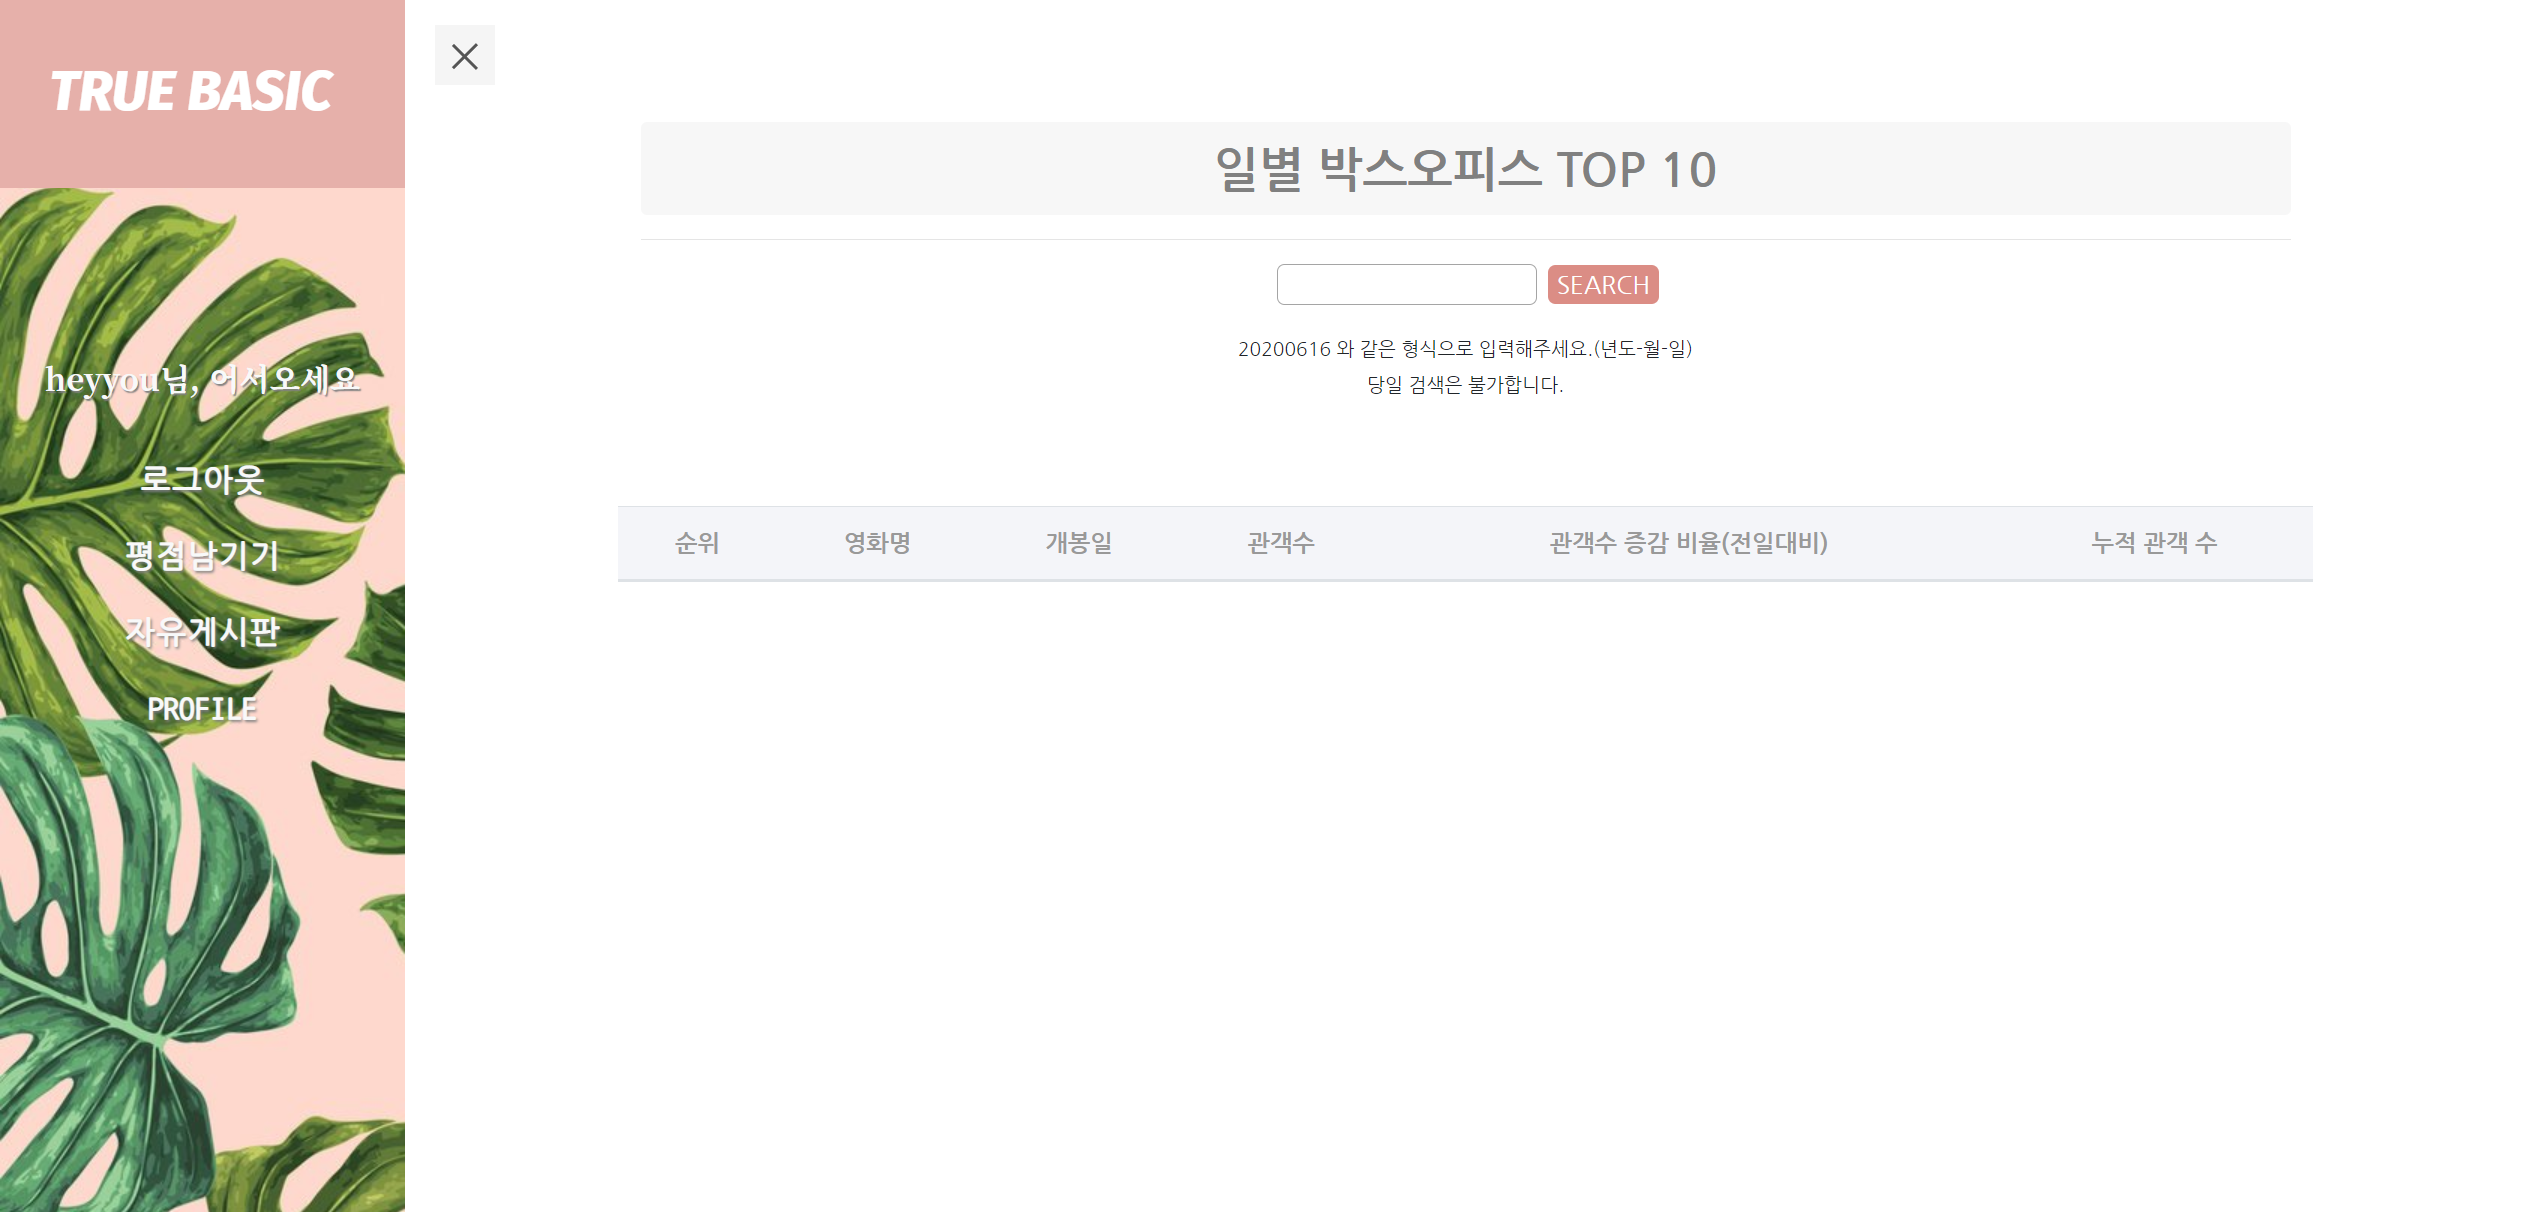 TRUE BASIC
heyyou님, 어서오세요
로그아웃
평점남기기
자유게시판
PROFILE
일별 박스오피스 TOP 10
SEARCH
20200616 와 같은 형식으로 입력해주세요.(년도-월-일)
당일 검색은 불가합니다.
순위 영화명 개봉일 관객수 관객수 증감 비율(전일대비) 누적 관객 수